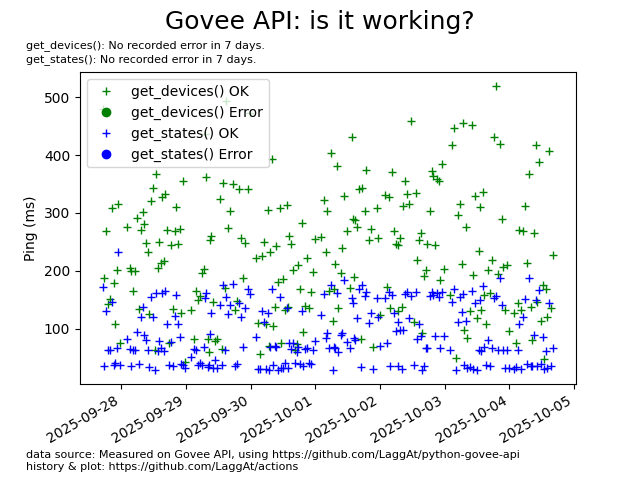 Govee API: is it working?
get_devices(): No recorded error in 7 days.
get_states(): No recorded error in 7 days.
get_devices() OK
get_devices() Error
get_states() OK
get_states() Error
Ping (ms)
500
400
300
200
100
2025-09-28
2025-09-29
2025-09-30
2025-10-01
2025-10-02
2025-10-03
2025-10-04
2025-10-05
data source: Measured on Govee API, using https://github.com/LaggAt/python-govee-api
history & plot: https://github.com/LaggAt/actions